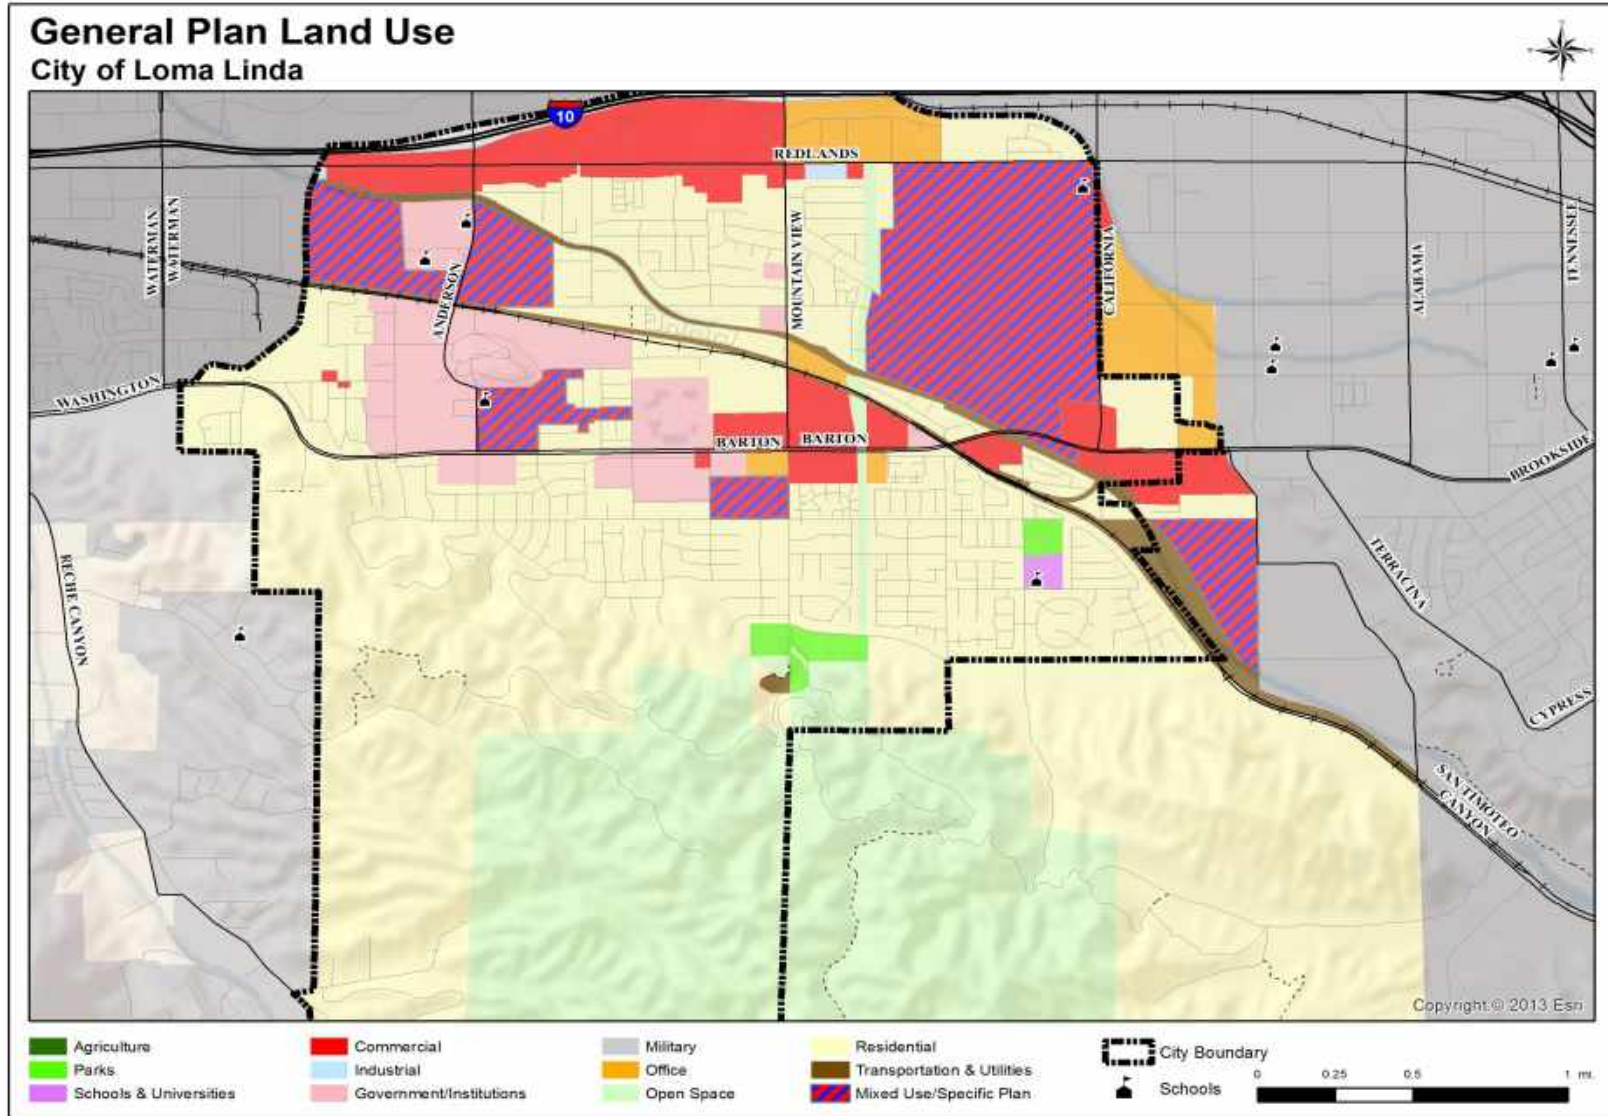 General Plan Land Use
City of Loma Linda
10
REDLANDS
WATERMAN
WATERMAN
ANDERSON
MOUNTAIN VIEW
CALIFORNIA
ALABAMA
TENNESSEE
WASHINGTON
BARTON
BARTON
BROOKSIDE
RECHE CANYON
TERRACINA
CYPRESS
SAN TIMOTEO
CANYON
Copyright © 2013 Esri
Agriculture
Parks
Schools & Universities
Commercial
Industrial
Government/Institutions
Military
Office
Open Space
Residential
Transportation & Utilities
Mixed Use/Specific Plan
City Boundary
Schools
0 0.25 0.5 1 mi.